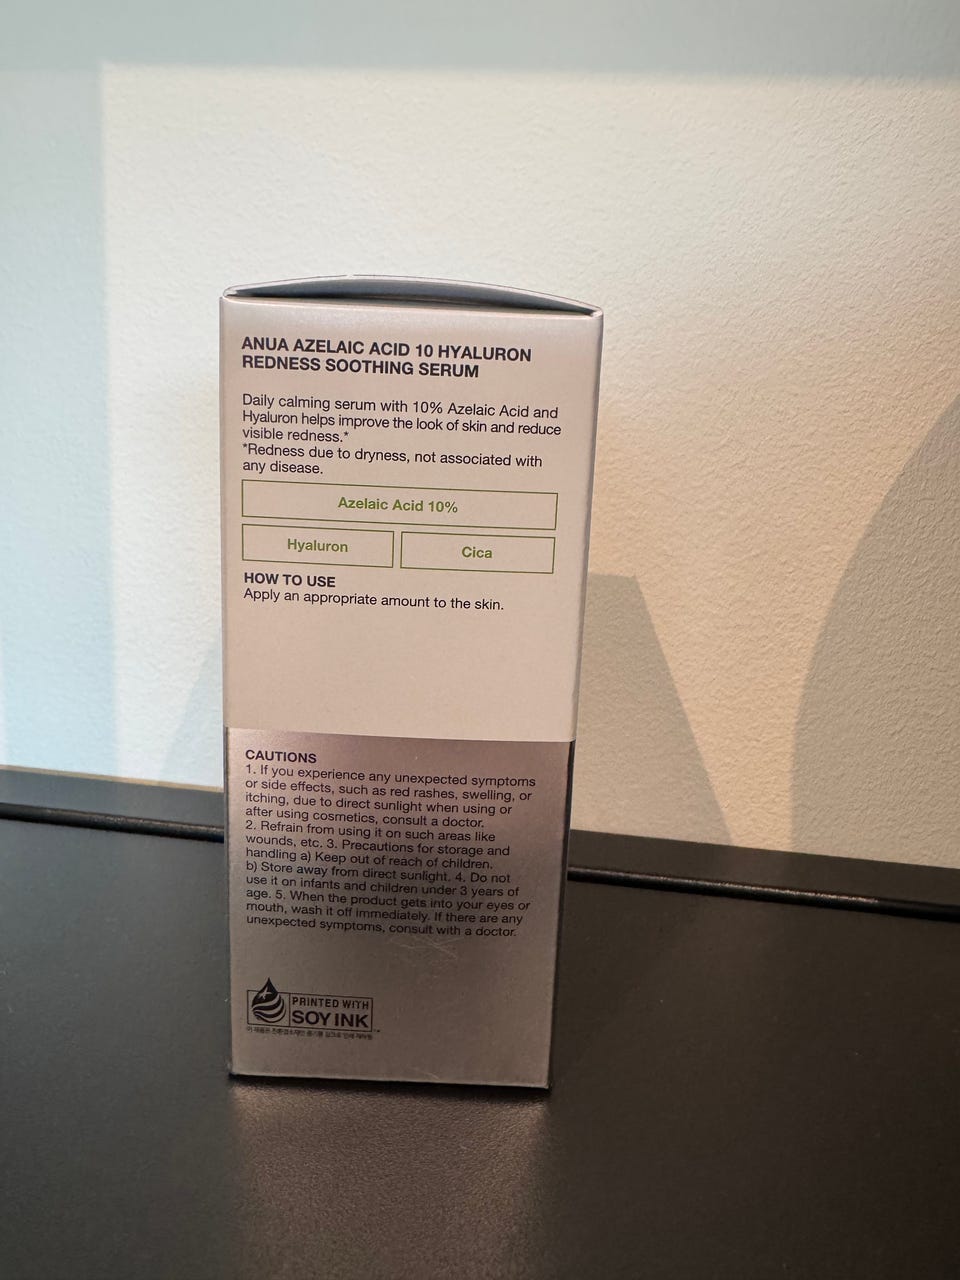 ANUA AZELAIC ACID 10 HYALURON
REDNESS SOOTHING SERUM
Daily calming serum with 10% Azelaic Acid and
Hyaluron helps improve the look of skin and reduce
visible redness.*
*Redness due to dryness, not associated with
any disease.
Azelaic Acid 10%
Hyaluron
Cica
HOW TO USE
Apply an appropriate amount to the skin.
CAUTIONS
1. If you experience any unexpected symptoms
or side effects, such as red rashes, swelling, or
itching, due to direct sunlight when using or
after using cosmetics, consult a doctor.
2. Refrain from using it on such areas like
wounds, etc. 3. Precautions for storage and
handling a) Keep out of reach of children.
b) Store away from direct sunlight. 4. Do not
use it on infants and children under 3 years of
age. 5. When the product gets into your eyes or
mouth, wash it off immediately. If there are any
unexpected symptoms, consult with a doctor.
PRINTED WITH
SOY INK™